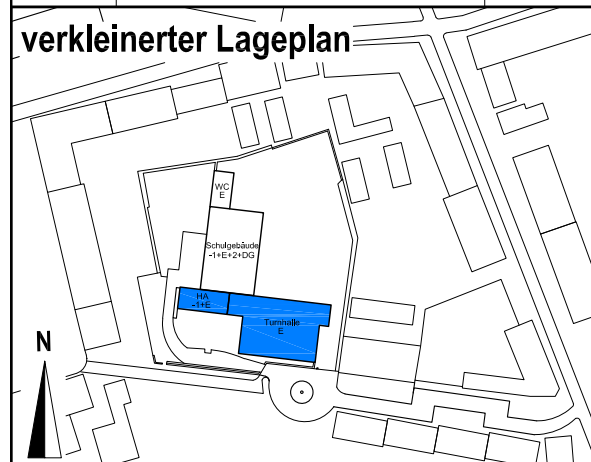 verkleinerter Lageplan
WC
E
Schulgebäude
-1+E+2+DG
HA
-1+E
Turnhalle
E
N